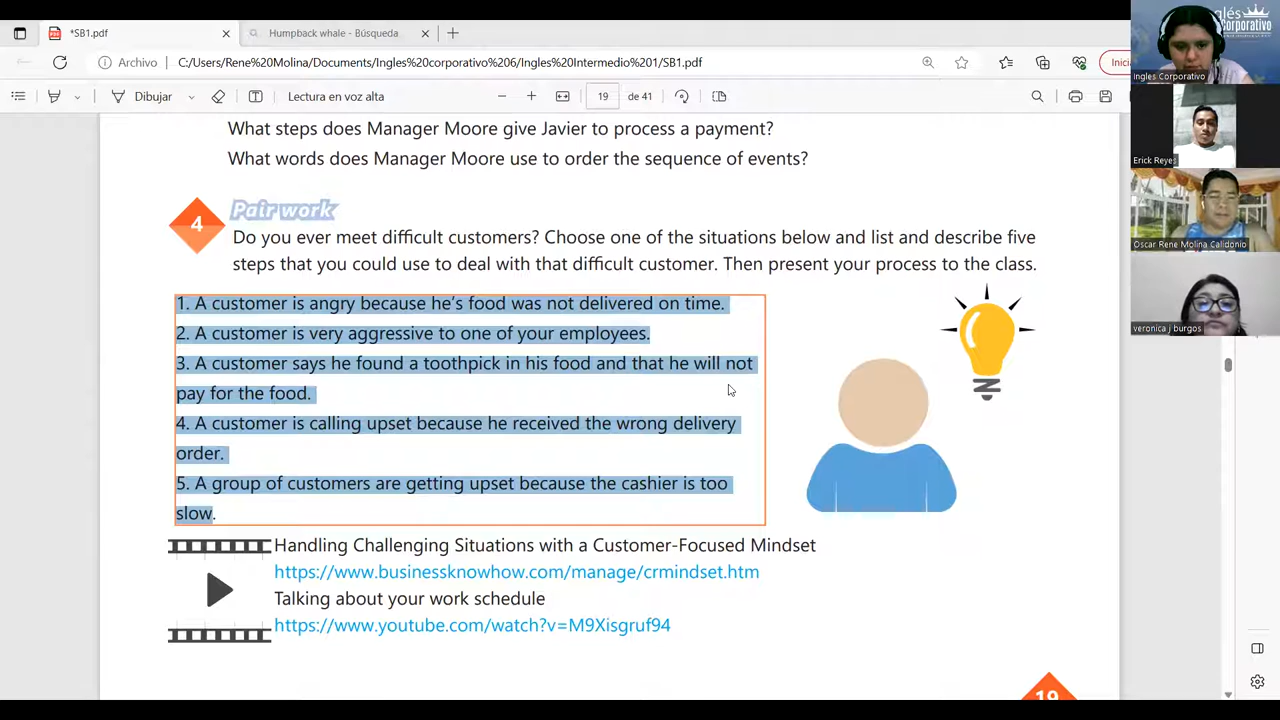 *SB1.pdf
Humpback whale - Búsqueda
Archivo
C:/Users/Rene%20Molina/Documents/Ingles%20corporativo%206/Ingles%20Intermedio%201/SB1.pdf
Inicia
Dibujar
Lectura en voz alta
19
de 41
What steps does Manager Moore give Javier to process a payment?
What words does Manager Moore use to order the sequence of events?
4
Pair work
Do you ever meet difficult customers? Choose one of the situations below and list and describe five
steps that you could use to deal with that difficult customer. Then present your process to the class.
1. A customer is angry because he's food was not delivered on time.
2. A customer is very aggressive to one of your employees.
3. A customer says he found a toothpick in his food and that he will not
pay for the food.
4. A customer is calling upset because he received the wrong delivery
order.
5. A group of customers are getting upset because the cashier is too
slow.
Handling Challenging Situations with a Customer-Focused Mindset
https://www.businessknowhow.com/manage/crmindset.htm
Talking about your work schedule
https://www.youtube.com/watch?v=M9Xisgruf94
19
glés
Corporativo
Ingles Corporativo
Erick Reyes
Oscar Rene Molina Calidonio
veronica j burgos